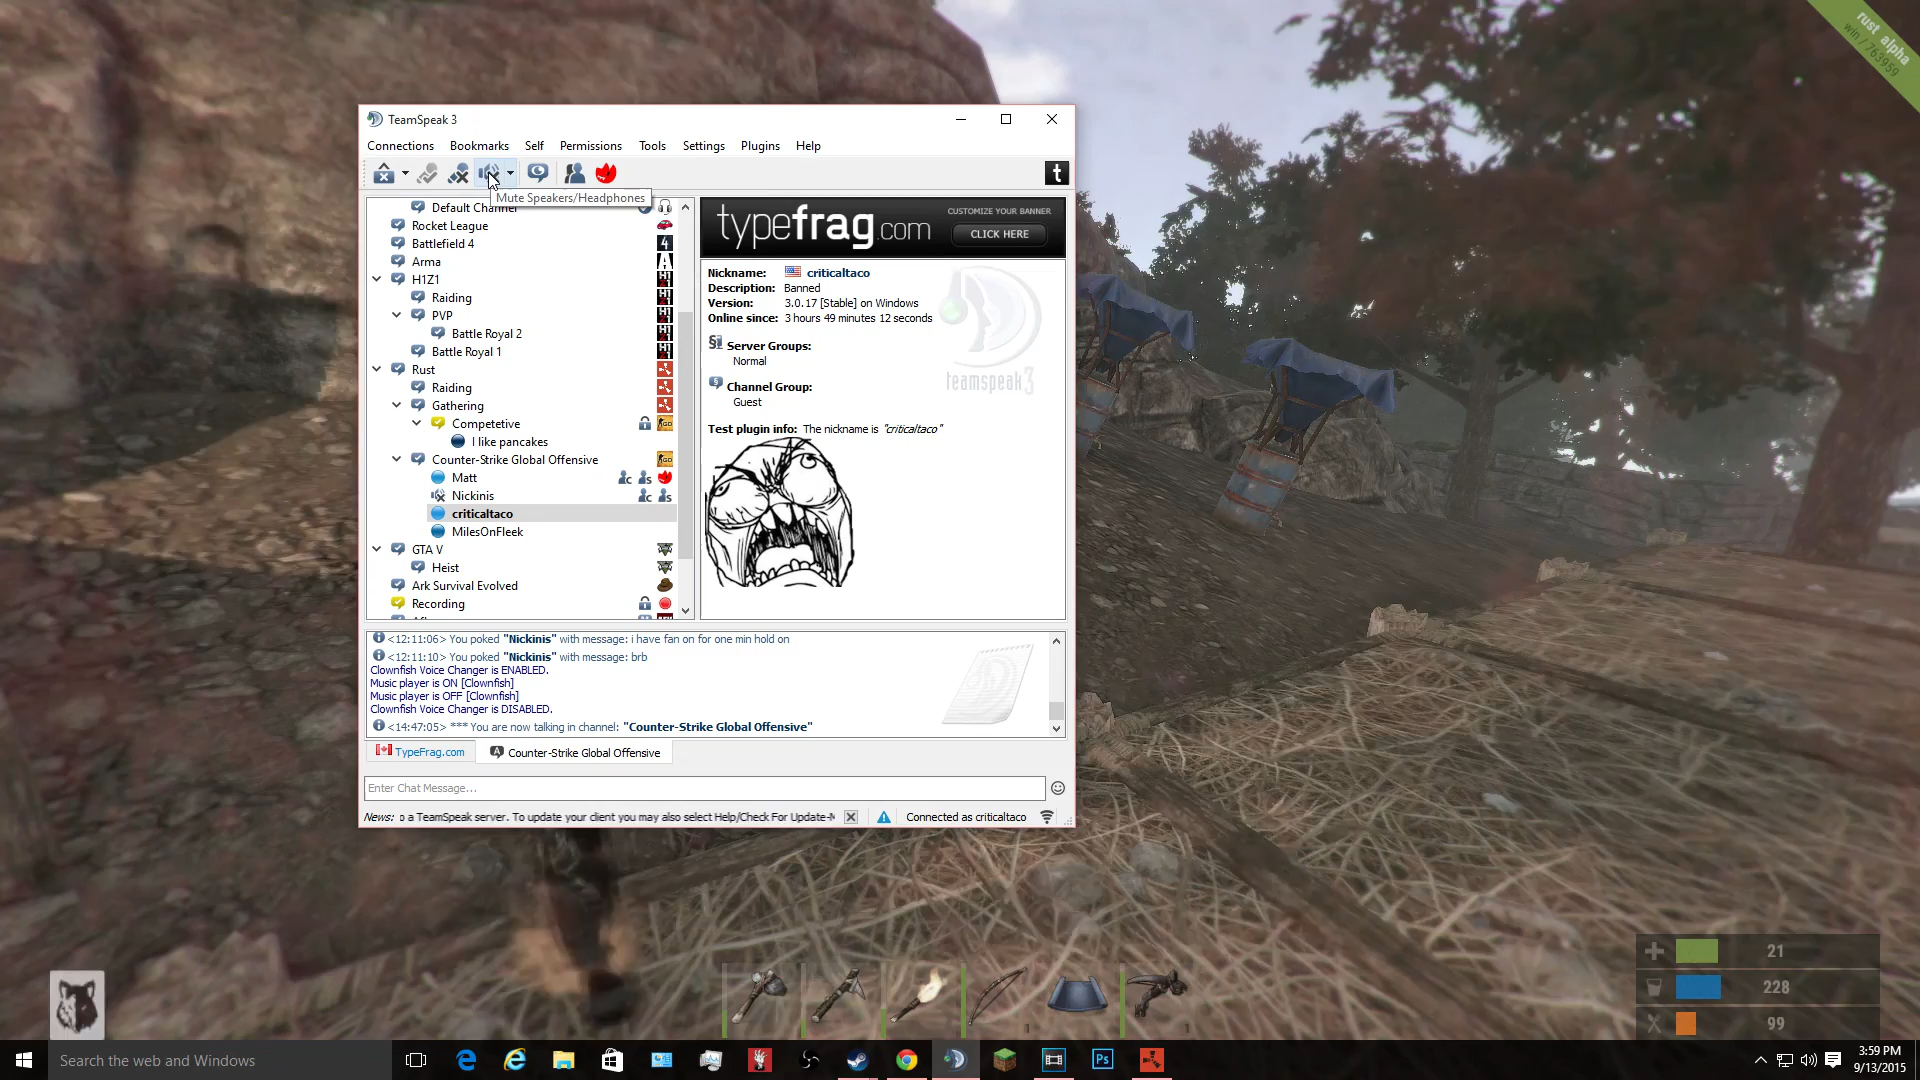 rust alpha
win / 763959
TeamSpeak 3
Connections Bookmarks Self Permissions Tools Settings Plugins Help
t
Mute Speakers/Headphones
Default Channel
Rocket League
Battlefield 4
4
Arma
A
H1Z1
Raiding
PVP
Battle Royal 2
Battle Royal 1
Rust
Raiding
Gathering
Competetive
GO
I like pancakes
Counter-Strike Global Offensive
GO
Matt
Nickinis
criticaltaco
MilesOnFleek
GTA V
Heist
Ark Survival Evolved
Recording
typefrag.com
CUSTOMIZE YOUR BANNER
CLICK HERE
Nickname: criticaltaco
Description: Banned
Version: 3.0.17 [Stable] on Windows
Online since: 3 hours 49 minutes 12 seconds
Server Groups:
Normal
Channel Group:
Guest
teamspeak 3
Test plugin info: The nickname is "criticaltaco"
<12:11:06> You poked "Nickinis" with message: i have fan on for one min hold on
<12:11:10> You poked "Nickinis" with message: brb
Clownfish Voice Changer is ENABLED.
Music player is ON [Clownfish]
Music player is OFF [Clownfish]
Clownfish Voice Changer is DISABLED.
<14:47:05> *** You are now talking in channel: "Counter-Strike Global Offensive"
TypeFrag.com
A Counter-Strike Global Offensive
Enter Chat Message...
News: o a TeamSpeak server. To update your client you may also select Help/Check For Update-
Connected as criticaltaco
21
228
99
1
1
Search the web and Windows
Ps
3:59 PM
9/13/2015